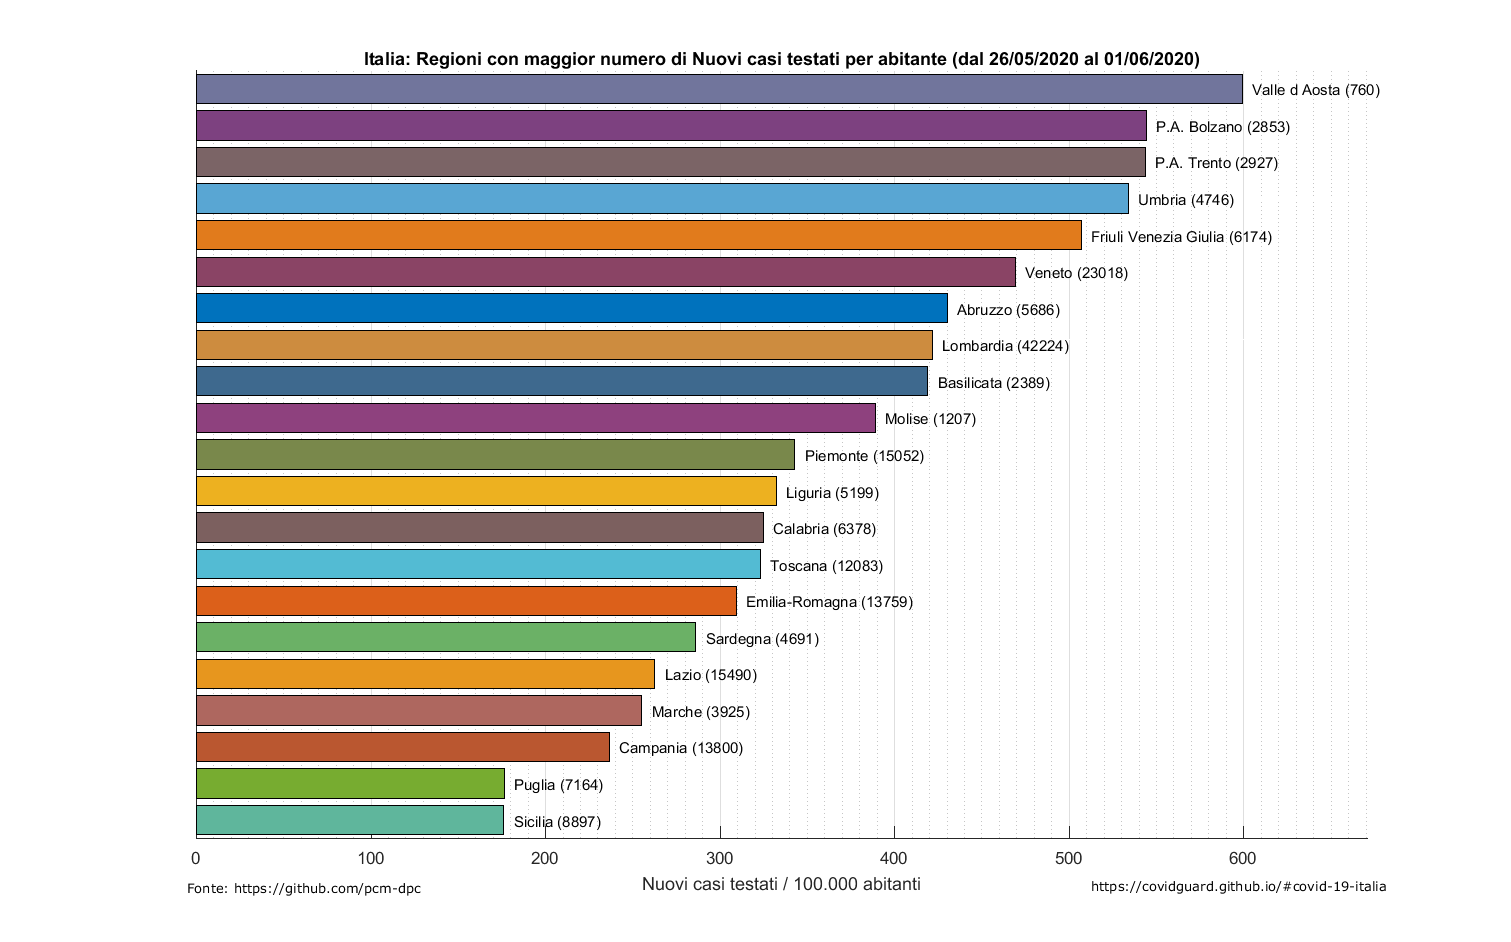 Italia: Regioni con maggior numero di Nuovi casi testati per abitante (dal 26/05/2020 al 01/06/2020)
Valle d Aosta (760)
P.A. Bolzano (2853)
P.A. Trento (2927)
Umbria (4746)
Friuli Venezia Giulia (6174)
Veneto (23018)
Abruzzo (5686)
Lombardia (42224)
Basilicata (2389)
Molise (1207)
Piemonte (15052)
Liguria (5199)
Calabria (6378)
Toscana (12083)
Emilia-Romagna (13759)
Sardegna (4691)
Lazio (15490)
Marche (3925)
Campania (13800)
Puglia (7164)
Sicilia (8897)
0 100 200 300 400 500 600
Nuovi casi testati / 100.000 abitanti
Fonte: https://github.com/pcm-dpc
https://covidguard.github.io/#covid-19-italia